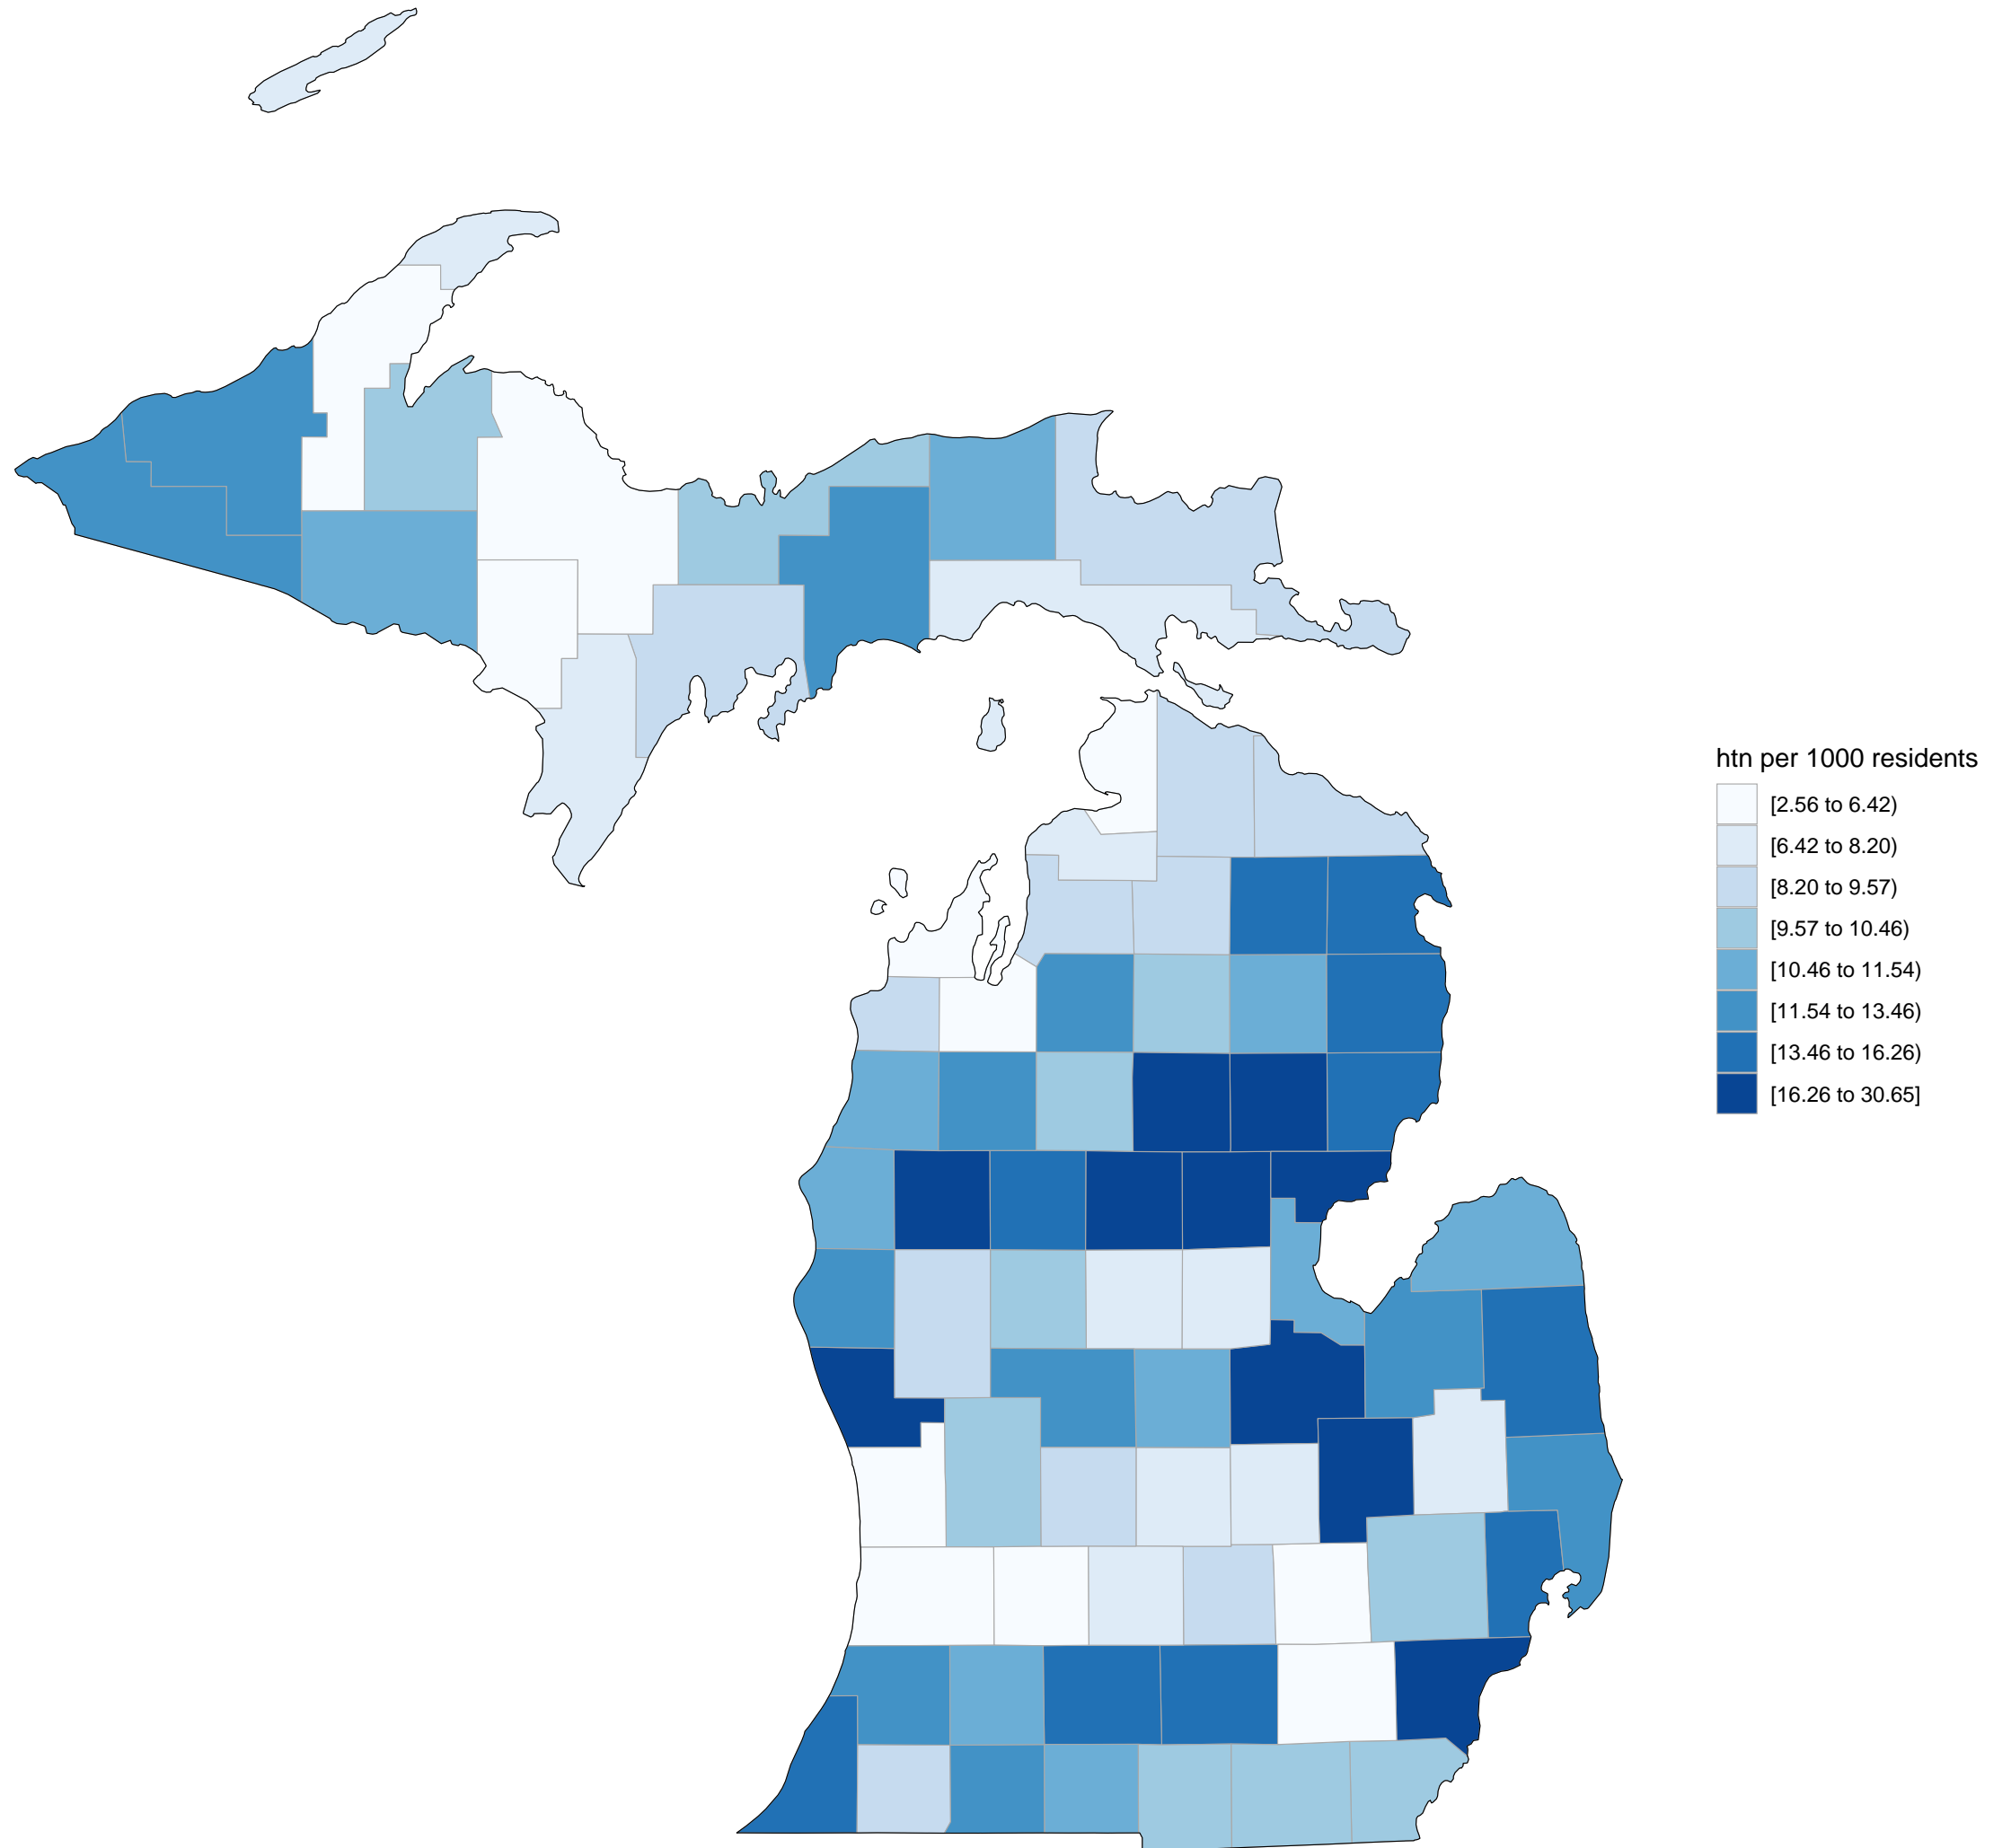 htn per 1000 residents
[2.56 to 6.42)
[6.42 to 8.20)
[8.20 to 9.57)
[9.57 to 10.46)
[10.46 to 11.54)
[11.54 to 13.46)
[13.46 to 16.26)
[16.26 to 30.65]